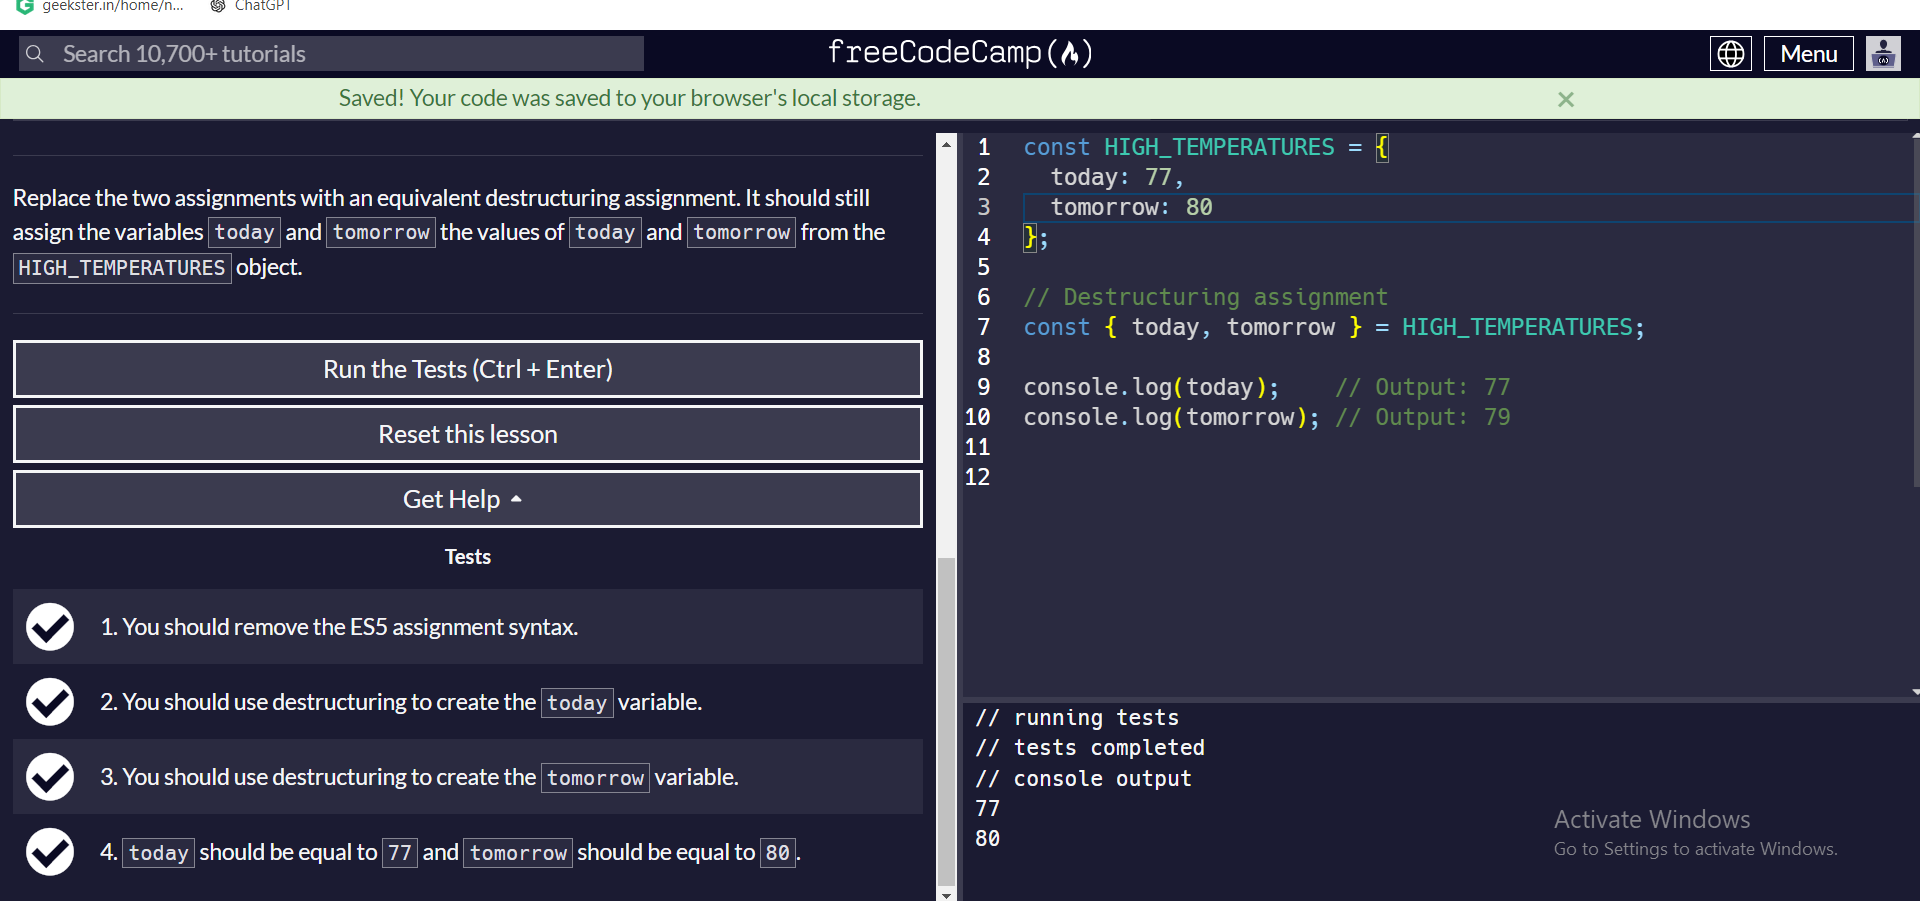 geekster.in/home/n...
ChatGPT
Search 10,700+ tutorials
freeCodeCamp(🔥)
Menu
Saved! Your code was saved to your browser's local storage.
×
Replace the two assignments with an equivalent destructuring assignment. It should still
assign the variables today and tomorrow the values of today and tomorrow from the
HIGH_TEMPERATURES object.
Run the Tests (Ctrl + Enter)
Reset this lesson
Get Help
Tests
1. You should remove the ES5 assignment syntax.
2. You should use destructuring to create the today variable.
3. You should use destructuring to create the tomorrow variable.
4. today should be equal to 77 and tomorrow should be equal to 80.
1 const HIGH_TEMPERATURES = {
2   today: 77,
3   tomorrow: 80
4 };
5
6 // Destructuring assignment
7 const { today, tomorrow } = HIGH_TEMPERATURES;
8
9 console.log(today);    // Output: 77
10 console.log(tomorrow); // Output: 79
11
12
// running tests
// tests completed
// console output
77
80
Activate Windows
Go to Settings to activate Windows.